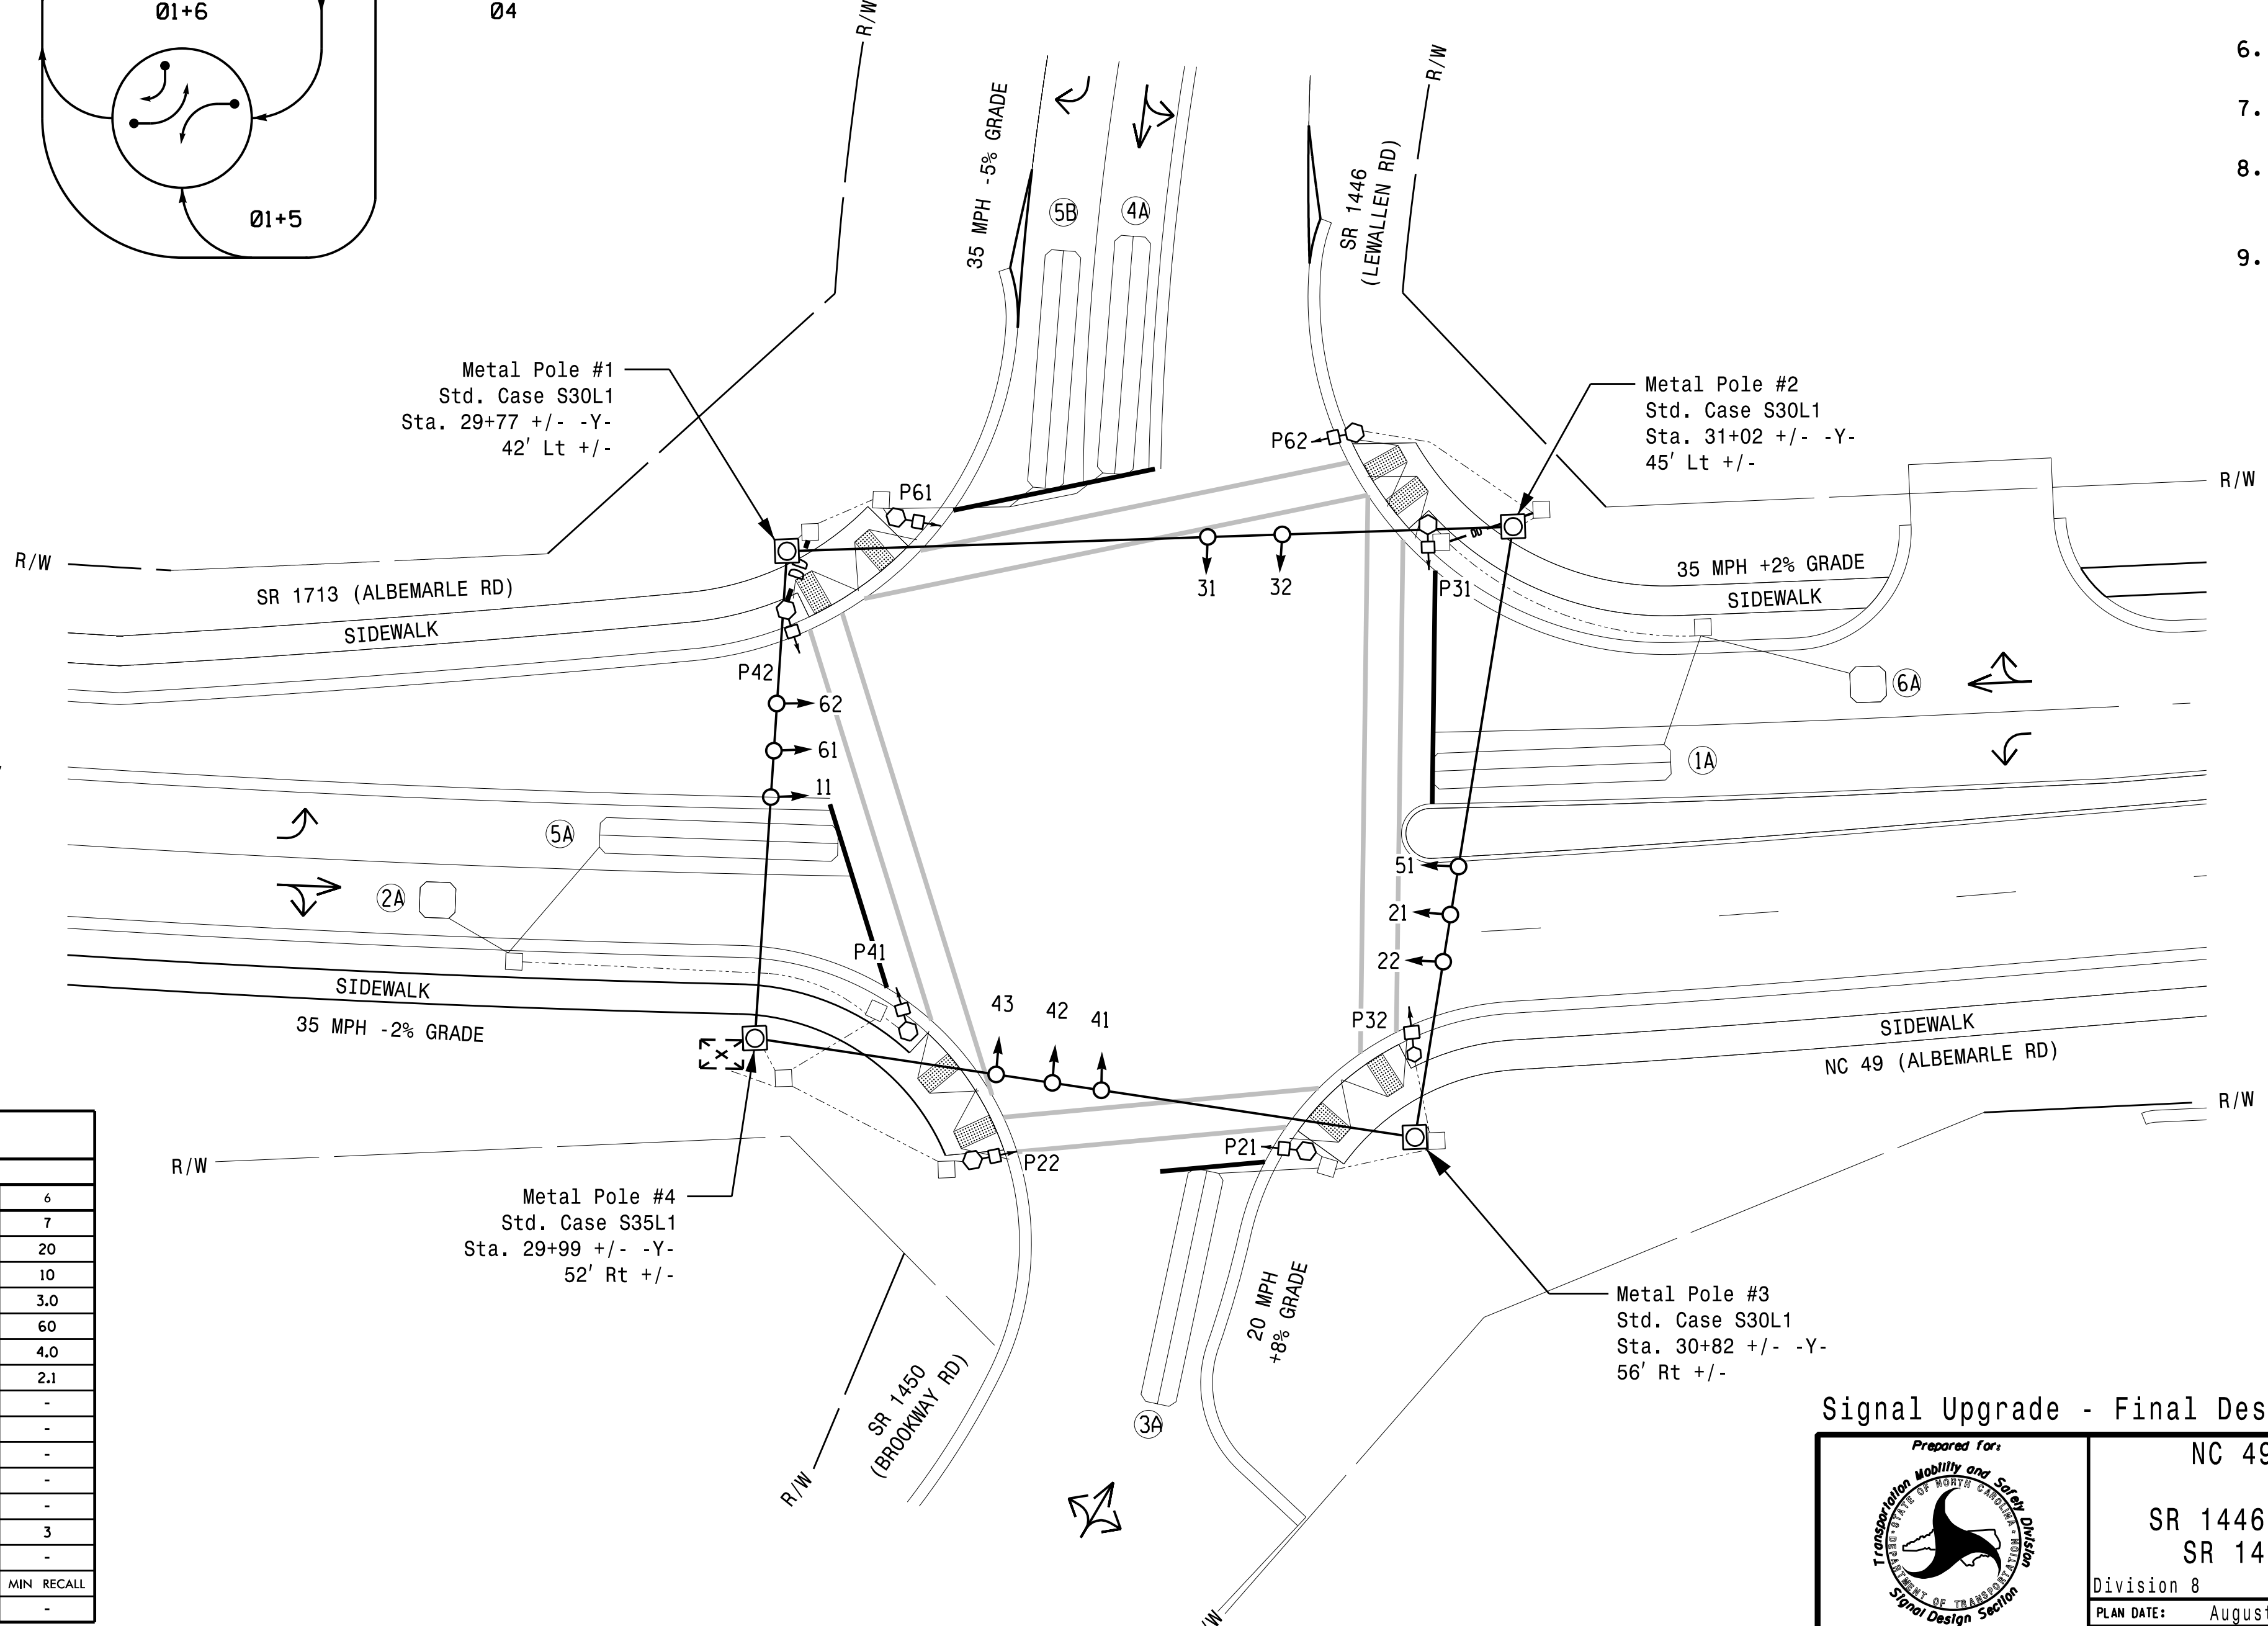 Ø1+6
Ø4
Ø1+5
6.
7.
8.
9.
R/W
35 MPH -5% GRADE
R/W
SR 1446
(LEWALLEN RD)
5B
4A
Metal Pole #1
Std. Case S30L1
Sta. 29+77 +/- -Y-
42' Lt +/-
Metal Pole #2
Std. Case S30L1
Sta. 31+02 +/- -Y-
45' Lt +/-
P62
P61
R/W
R/W
SR 1713 (ALBEMARLE RD)
SIDEWALK
31
32
P31
35 MPH +2% GRADE
SIDEWALK
P42
62
61
11
6A
1A
5A
2A
51
21
22
P41
SIDEWALK
35 MPH -2% GRADE
43
42
41
P32
SIDEWALK
NC 49 (ALBEMARLE RD)
X
R/W
R/W
P22
P21
Metal Pole #4
Std. Case S35L1
Sta. 29+99 +/- -Y-
52' Rt +/-
20 MPH
+8% GRADE
Metal Pole #3
Std. Case S30L1
Sta. 30+82 +/- -Y-
56' Rt +/-
SR 1450
(BROOKWAY RD)
3A
R/W
/W
6
7
20
10
3.0
60
4.0
2.1
-
-
-
-
-
3
-
MIN RECALL
-
Signal Upgrade - Final Des
Prepared for:
Transportation Mobility and Safety Division
STATE OF NORTH CAROLINA
DEPARTMENT OF TRANSPORTATION
Signal Design Section
NC 49
SR 1446
SR 14
Division 8
PLAN DATE: August